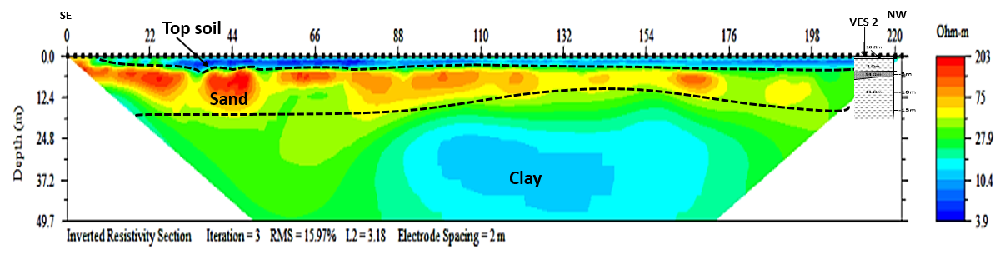 SE
NW
VES 2
Top soil
0 22 44 66 88 110 132 154 176 198 220
Ohm-m
0.0
12.4
24.8
37.2
49.7
Depth (m)
Sand
Clay
203
75
27.9
10.4
3.9
Inverted Resistivity Section Iteration = 3 RMS = 15.97% L2 = 3.18 Electrode Spacing = 2 m